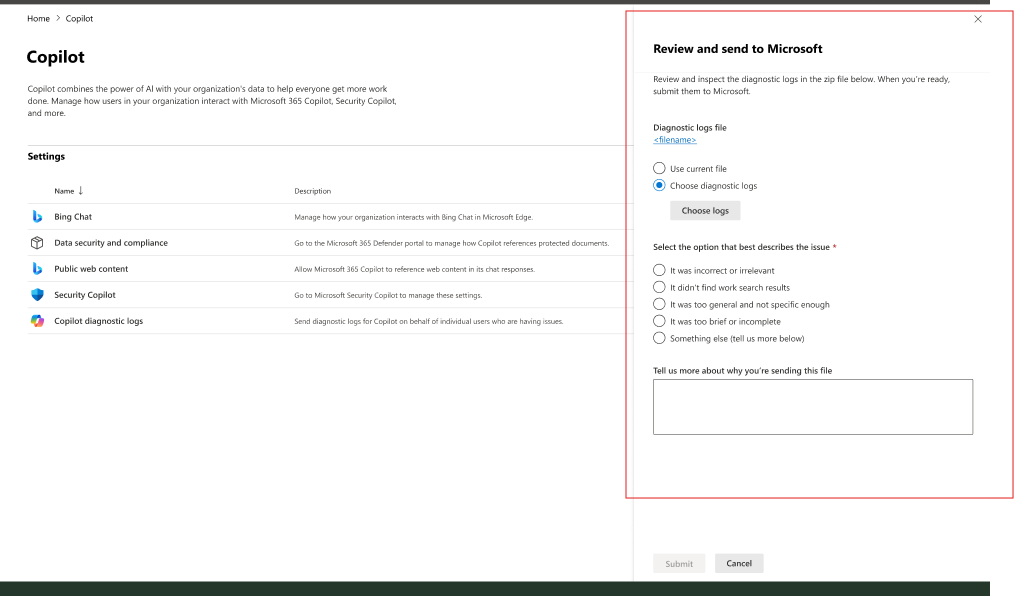 Home > Copilot
Copilot
Copilot combines the power of AI with your organization's data to help everyone get more work
done. Manage how users in your organization interact with Microsoft 365 Copilot, Security Copilot,
and more.
Settings
Name ↓ Description
Bing Chat Manage how your organization interacts with Bing Chat in Microsoft Edge.
Data security and compliance Go to the Microsoft 365 Defender portal to manage how Copilot references protected documents.
Public web content Allow Microsoft 365 Copilot to reference web content in its chat responses.
Security Copilot Go to Microsoft Security Copilot to manage these settings.
Copilot diagnostic logs Send diagnostic logs for Copilot on behalf of individual users who are having issues.
Review and send to Microsoft
Review and inspect the diagnostic logs in the zip file below. When you're ready,
submit them to Microsoft.
Diagnostic logs file
<filename>
Use current file
Choose diagnostic logs
Choose logs
Select the option that best describes the issue *
It was incorrect or irrelevant
It didn't find work search results
It was too general and not specific enough
It was too brief or incomplete
Something else (tell us more below)
Tell us more about why you're sending this file
Submit Cancel